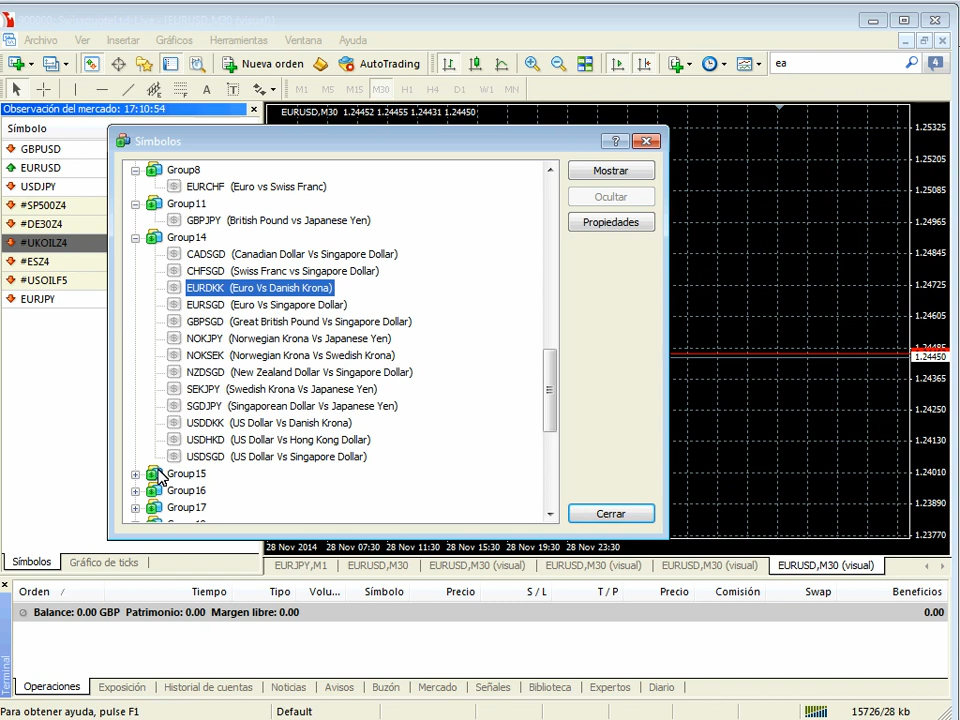 Archivo Ver Insertar Gráficos Herramientas Ventana Ayuda
Nueva orden AutoTrading ea 4
A T M1 M5 M15 M30 H1 H4 D1 W1 MN
Observación del mercado: 17:10:54
Símbolo
GBPUSD
EURUSD
USDJPY
#SP500Z4
#DE30Z4
#UKOILZ4
#ESZ4
#USOILF5
EURJPY
Símbolos Gráfico de ticks
EURUSD,M30 1.24452 1.24455 1.24431 1.24450
Símbolos
Group8
EURCHF (Euro vs Swiss Franc)
Group11
GBPJPY (British Pound vs Japanese Yen)
Group14
CADSGD (Canadian Dollar Vs Singapore Dollar)
CHFSGD (Swiss Franc vs Singapore Dollar)
EURDKK (Euro Vs Danish Krona)
EURSGD (Euro Vs Singapore Dollar)
GBPSGD (Great British Pound Vs Singapore Dollar)
NOKJPY (Norwegian Krona Vs Japanese Yen)
NOKSEK (Norwegian Krona Vs Swedish Krona)
NZDSGD (New Zealand Dollar Vs Singapore Dollar)
SEKJPY (Swedish Krona Vs Japanese Yen)
SGDJPY (Singaporean Dollar Vs Japanese Yen)
USDDKK (US Dollar Vs Danish Krona)
USDHKD (US Dollar Vs Hong Kong Dollar)
USDSGD (US Dollar Vs Singapore Dollar)
Group15
Group16
Group17
Mostrar
Ocultar
Propiedades
Cerrar
1.25325
1.25205
1.25085
1.24965
1.24845
1.24725
1.24605
1.24485
1.24450
1.24365
1.24250
1.24130
1.24010
1.23890
1.23770
28 Nov 2014 28 Nov 07:30 28 Nov 11:30 28 Nov 15:30 28 Nov 19:30 28 Nov 23:30
EURJPY,M1 EURUSD,M30 EURUSD,M30 (visual) EURUSD,M30 (visual) EURUSD,M30 (visual) EURUSD,M30 (visual)
Orden / Tiempo Tipo Volu... Símbolo Precio S / L T / P Precio Comisión Swap Beneficios
Balance: 0.00 GBP Patrimonio: 0.00 Margen libre: 0.00 0.00
Terminal
Operaciones Exposición Historial de cuentas Noticias Avisos Buzón Mercado Señales Biblioteca Expertos Diario
Para obtener ayuda, pulse F1 Default 15726/28 kb